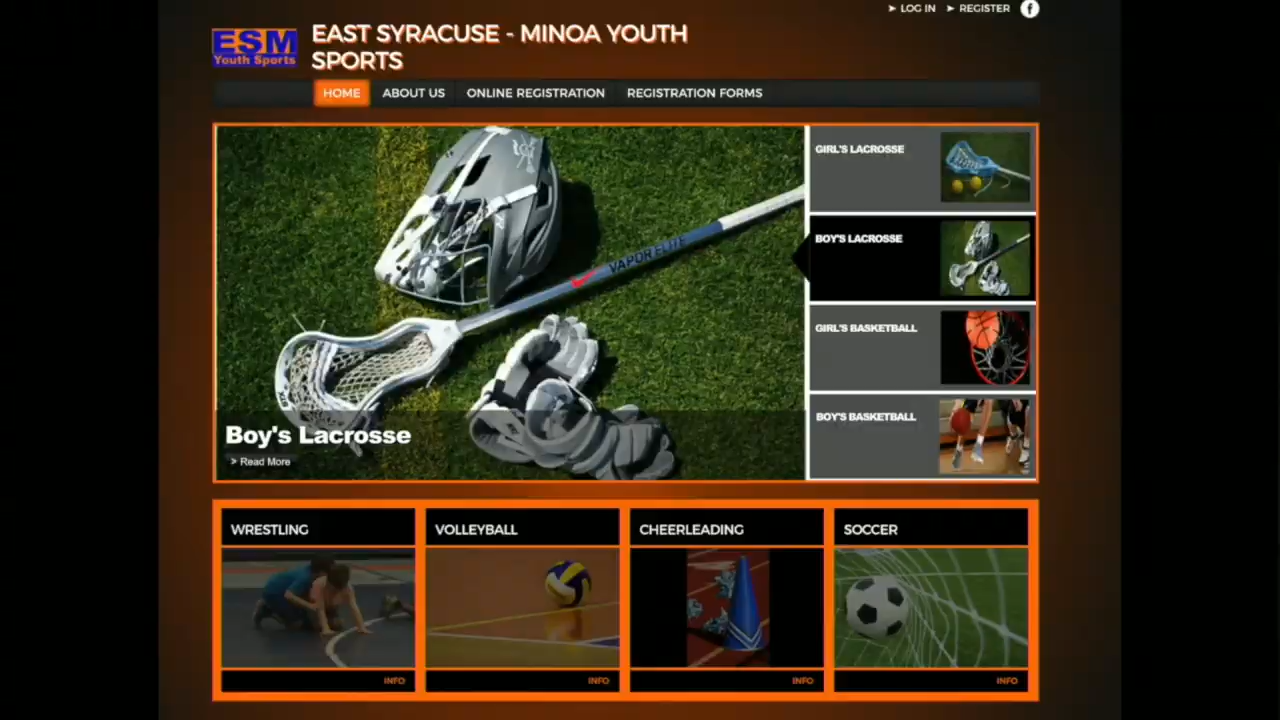 ➤ LOG IN ➤ REGISTER f
ESM
Youth Sports
EAST SYRACUSE - MINOA YOUTH
SPORTS
HOME ABOUT US ONLINE REGISTRATION REGISTRATION FORMS
GIRL'S LACROSSE
BOY'S LACROSSE
GIRL'S BASKETBALL
BOY'S BASKETBALL
VAPOR ELITE
Boy's Lacrosse
> Read More
WRESTLING VOLLEYBALL CHEERLEADING SOCCER
INFO INFO INFO INFO